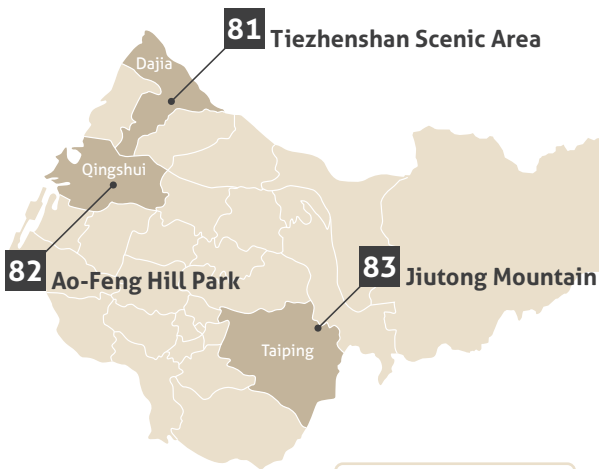 81 Tiezhenshan Scenic Area
Dajia
Qingshui
82 Ao-Feng Hill Park
83 Jiutong Mountain
Taiping